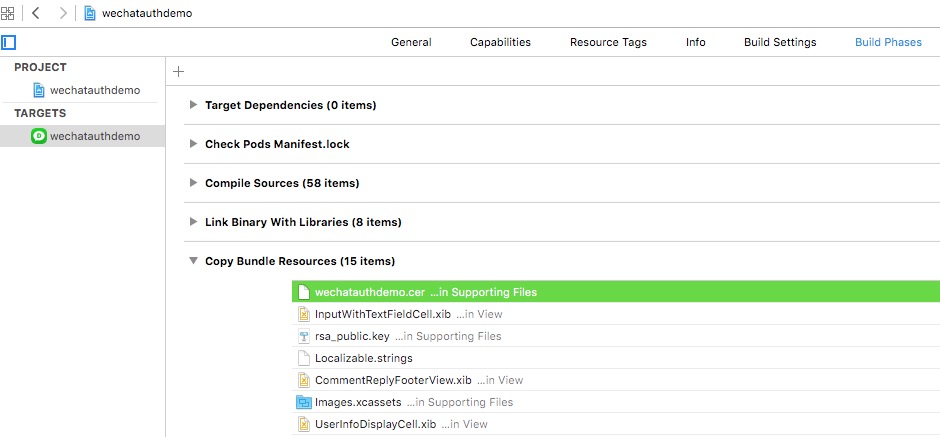 wechatauthdemo
General Capabilities Resource Tags Info Build Settings Build Phases
PROJECT
wechatauthdemo
TARGETS
wechatauthdemo
+
Target Dependencies (0 items)
Check Pods Manifest.lock
Compile Sources (58 items)
Link Binary With Libraries (8 items)
Copy Bundle Resources (15 items)
wechatauthdemo.cer ...in Supporting Files
InputWithTextFieldCell.xib ...in View
rsa_public.key ...in Supporting Files
Localizable.strings
CommentReplyFooterView.xib ...in View
Images.xcassets ...in Supporting Files
UserInfoDisplayCell.xib ...in View